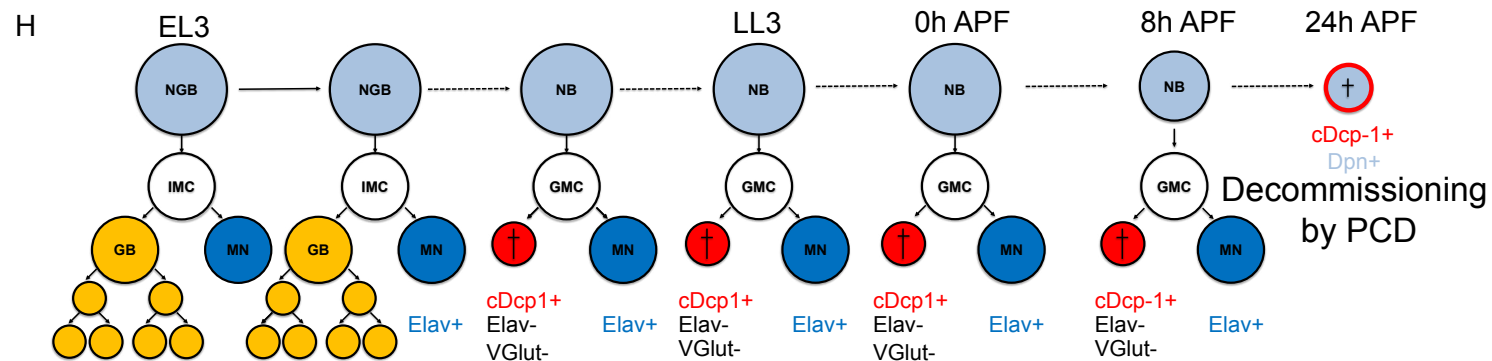 H
EL3 LL3 0h APF 8h APF 24h APF
NGB NGB NB NB NB NB †
cDcp-1+
Dpn+
IMC IMC GMC GMC GMC GMC
Decommissioning
by PCD
GB MN GB MN † MN † MN † MN † MN
cDcp1+ cDcp1+ cDcp1+ cDcp-1+
Elav+ Elav- Elav+ Elav- Elav+ Elav- Elav+ Elav- Elav+
VGlut- VGlut- VGlut- VGlut-